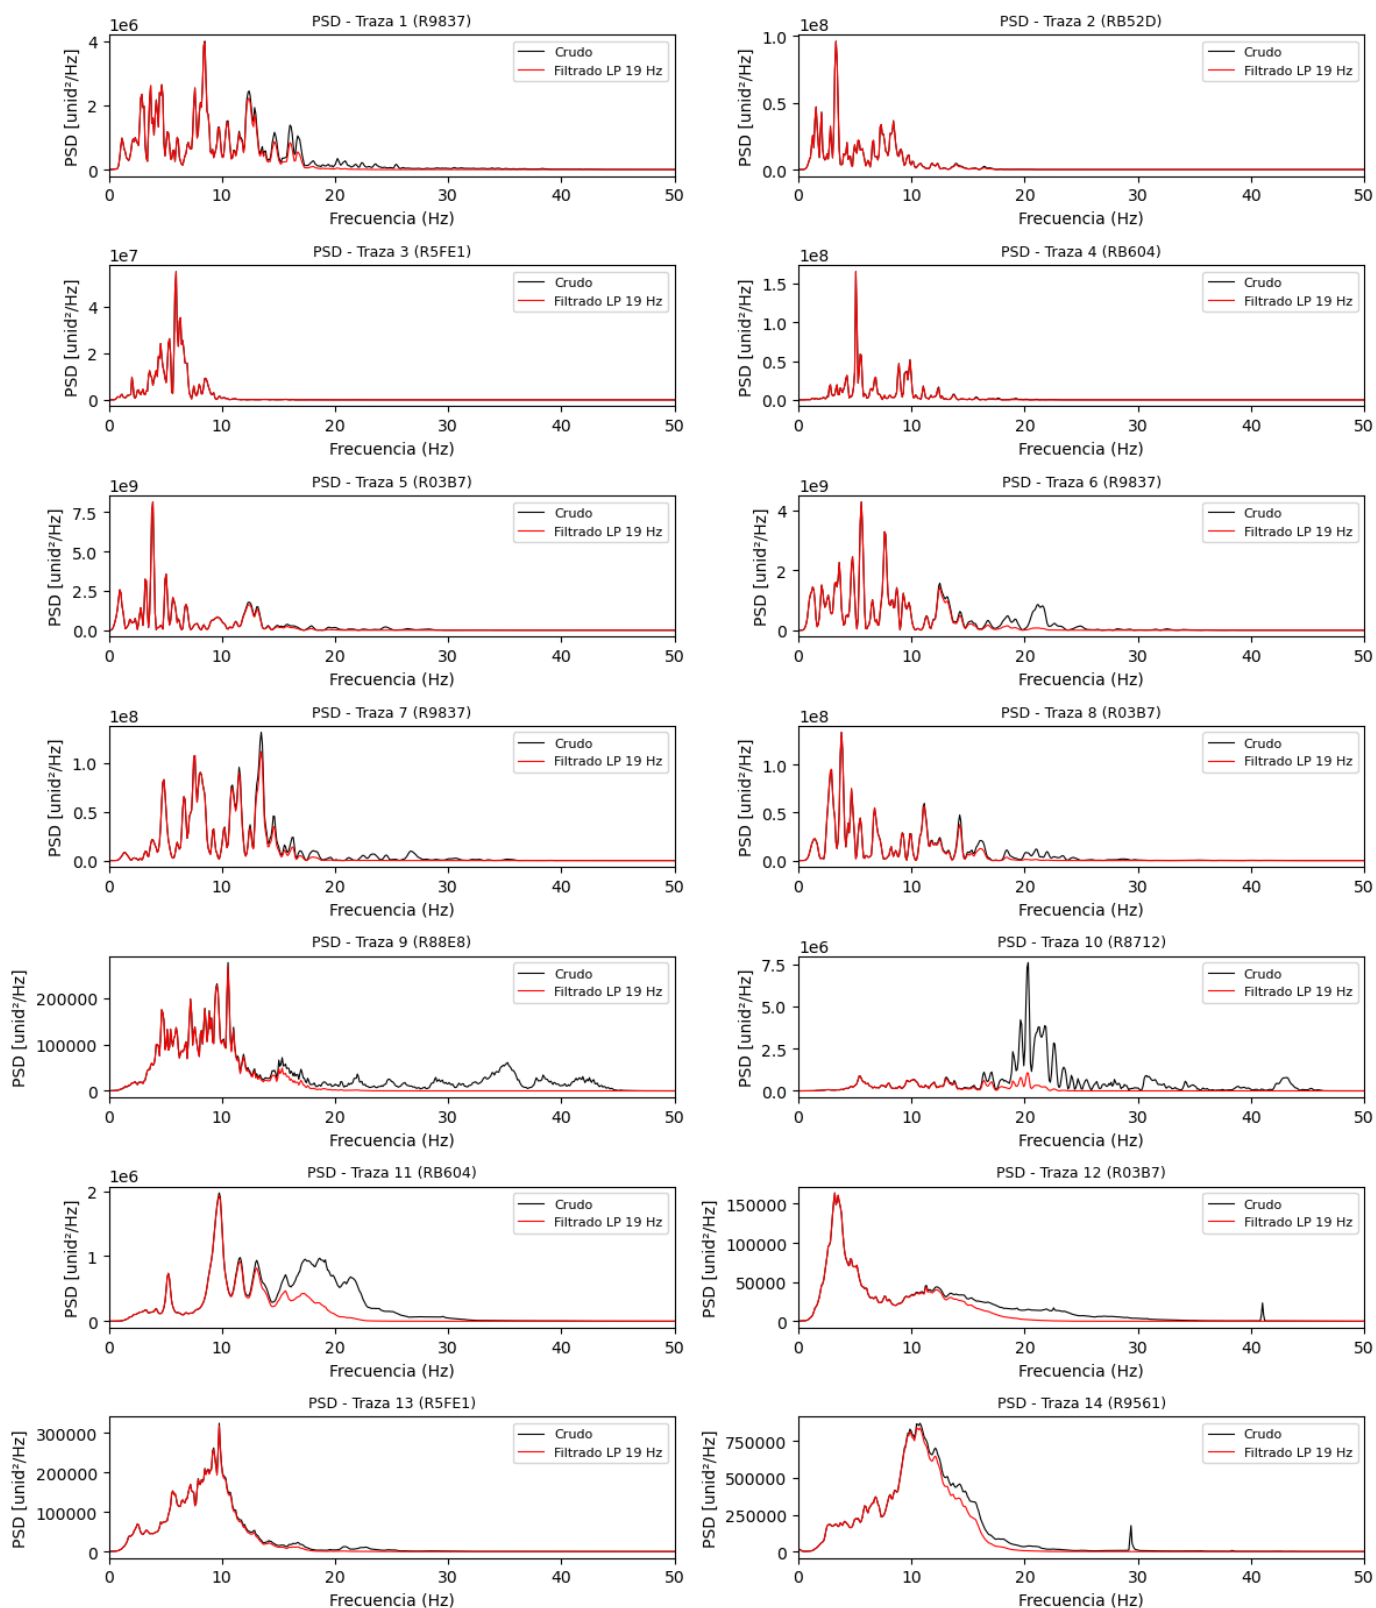 PSD - Traza 1 (R9837)
1e6
PSD [unid²/Hz]
4
2
0
Crudo
Filtrado LP 19 Hz
0 10 20 30 40 50
Frecuencia (Hz)
PSD - Traza 2 (RB52D)
1e8
PSD [unid²/Hz]
1.0
0.5
0.0
Crudo
Filtrado LP 19 Hz
0 10 20 30 40 50
Frecuencia (Hz)
PSD - Traza 3 (R5FE1)
1e7
PSD [unid²/Hz]
4
2
0
Crudo
Filtrado LP 19 Hz
0 10 20 30 40 50
Frecuencia (Hz)
PSD - Traza 4 (RB604)
1e8
PSD [unid²/Hz]
1.5
1.0
0.5
0.0
Crudo
Filtrado LP 19 Hz
0 10 20 30 40 50
Frecuencia (Hz)
PSD - Traza 5 (R03B7)
1e9
PSD [unid²/Hz]
7.5
5.0
2.5
0.0
Crudo
Filtrado LP 19 Hz
0 10 20 30 40 50
Frecuencia (Hz)
PSD - Traza 6 (R9837)
1e9
PSD [unid²/Hz]
4
2
0
Crudo
Filtrado LP 19 Hz
0 10 20 30 40 50
Frecuencia (Hz)
PSD - Traza 7 (R9837)
1e8
PSD [unid²/Hz]
1.0
0.5
0.0
Crudo
Filtrado LP 19 Hz
0 10 20 30 40 50
Frecuencia (Hz)
PSD - Traza 8 (R03B7)
1e8
PSD [unid²/Hz]
1.0
0.5
0.0
Crudo
Filtrado LP 19 Hz
0 10 20 30 40 50
Frecuencia (Hz)
PSD - Traza 9 (R88E8)
PSD [unid²/Hz]
200000
100000
0
Crudo
Filtrado LP 19 Hz
0 10 20 30 40 50
Frecuencia (Hz)
PSD - Traza 10 (R8712)
1e6
PSD [unid²/Hz]
7.5
5.0
2.5
0.0
Crudo
Filtrado LP 19 Hz
0 10 20 30 40 50
Frecuencia (Hz)
PSD - Traza 11 (RB604)
1e6
PSD [unid²/Hz]
2
1
0
Crudo
Filtrado LP 19 Hz
0 10 20 30 40 50
Frecuencia (Hz)
PSD - Traza 12 (R03B7)
PSD [unid²/Hz]
150000
100000
50000
0
Crudo
Filtrado LP 19 Hz
0 10 20 30 40 50
Frecuencia (Hz)
PSD - Traza 13 (R5FE1)
PSD [unid²/Hz]
300000
200000
100000
0
Crudo
Filtrado LP 19 Hz
0 10 20 30 40 50
Frecuencia (Hz)
PSD - Traza 14 (R9561)
PSD [unid²/Hz]
750000
500000
250000
0
Crudo
Filtrado LP 19 Hz
0 10 20 30 40 50
Frecuencia (Hz)